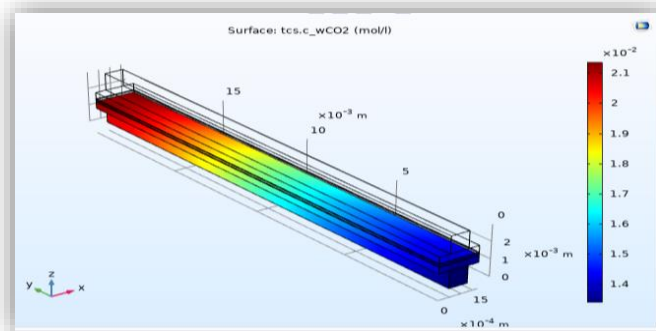 Surface: tcs.c_wCO2 (mol/l)
×10⁻²
2.1
2
1.9
1.8
1.7
1.6
1.5
1.4
15
×10⁻³ m
10
5
0
2
1
0
×10⁻³ m
15
0
×10⁻⁴ m
y
z
x